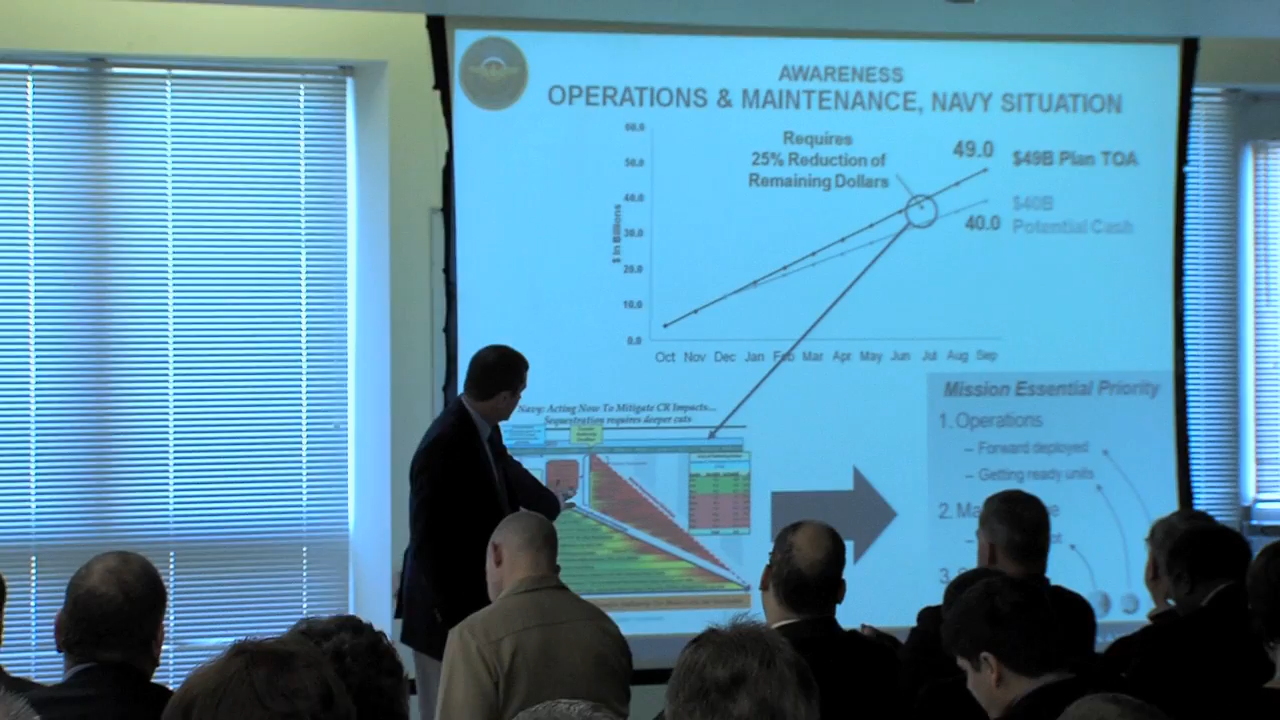 AWARENESS
OPERATIONS & MAINTENANCE, NAVY SITUATION
60.0
50.0
40.0
30.0
20.0
10.0
0.0
$ In Billions
Requires
25% Reduction of
Remaining Dollars
49.0
$49B Plan TOA
$40B
40.0 Potential Cash
Oct Nov Dec Jan Feb Mar Apr May Jun Jul Aug Sep
Navy: Acting Now To Mitigate CR Impacts...
Sequestration requires deeper cuts
Mission Essential Priority
1. Operations
– Forward deployed
– Getting ready units
2.
3.